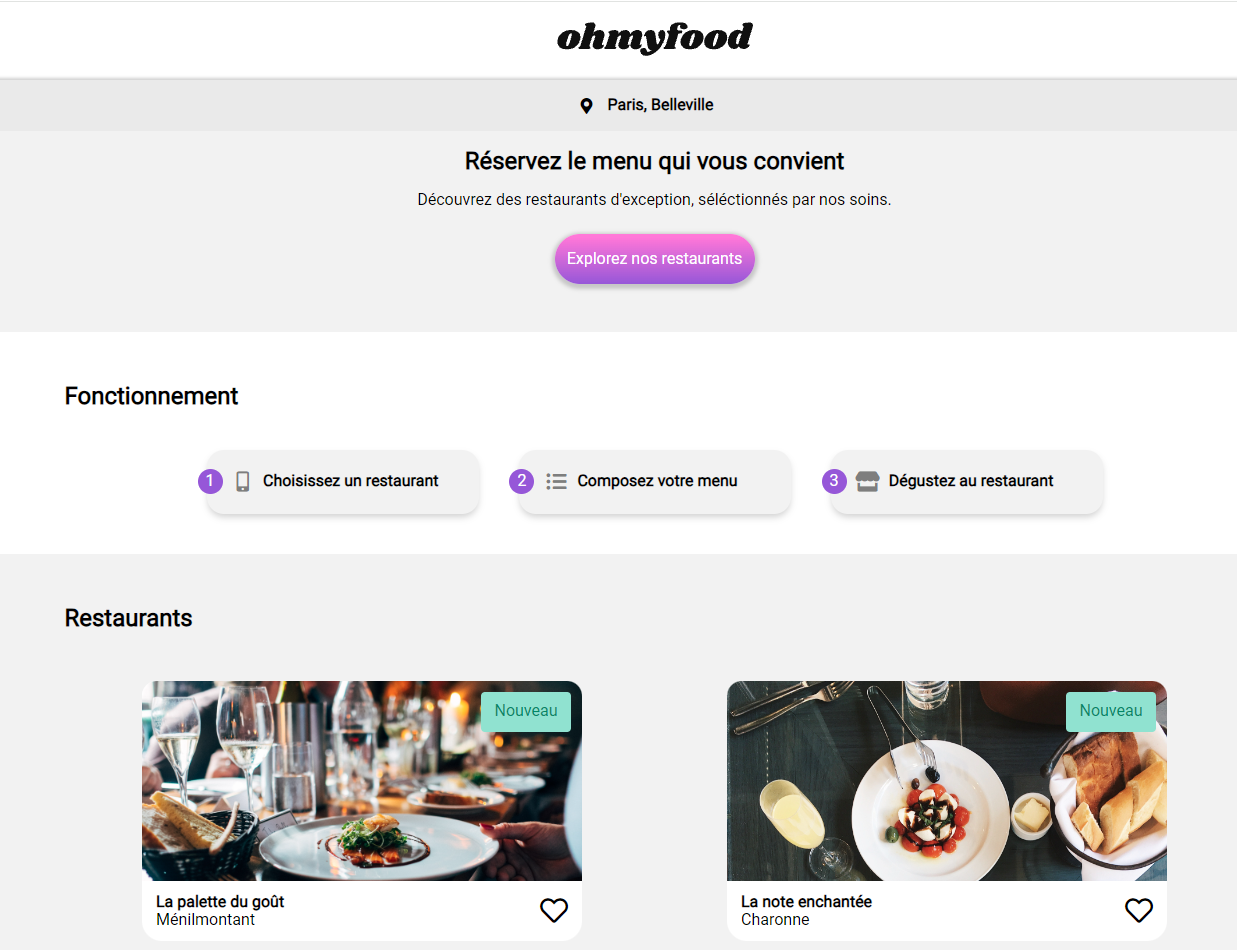 ohmyfood
Paris, Belleville
Réservez le menu qui vous convient
Découvrez des restaurants d'exception, séléctionnés par nos soins.
Explorez nos restaurants
Fonctionnement
1 Choisissez un restaurant
2 Composez votre menu
3 Dégustez au restaurant
Restaurants
Nouveau
La palette du goût
Ménilmontant
Nouveau
La note enchantée
Charonne